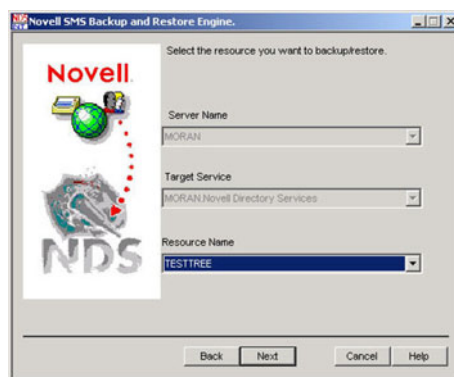 Novell SMS Backup and Restore Engine.
Select the resource you want to backup/restore.
Novell
Server Name
MORAN
Target Service
MORAN.Novell Directory Services
NDS
Resource Name
TESTTREE
Back Next Cancel Help